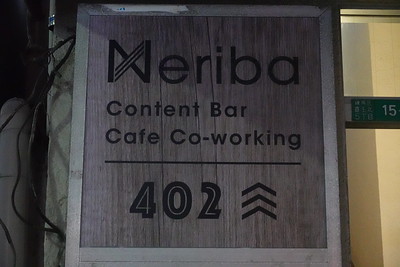 Neriba
Content Bar
Cafe Co-working
402
15